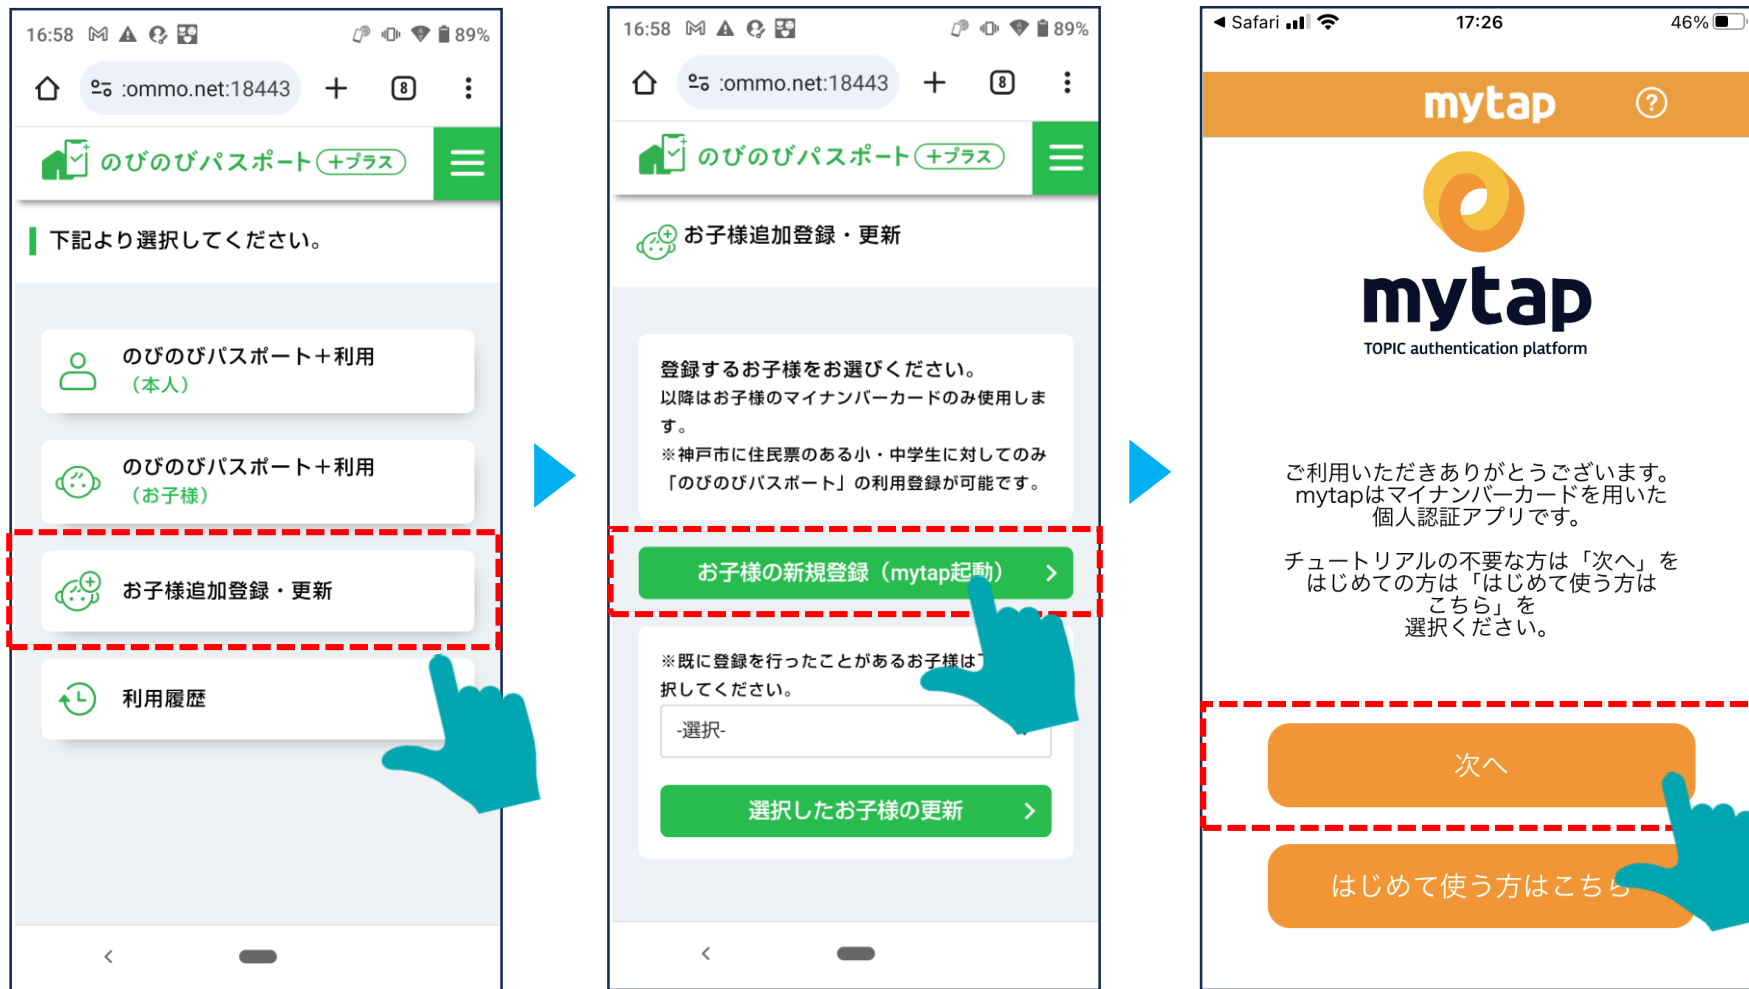 16:58
89%
:ommo.net:18443
8
のびのびパスポート +プラス
下記より選択してください。
のびのびパスポート＋利用
（本人）
のびのびパスポート＋利用
（お子様）
お子様追加登録・更新
利用履歴
16:58
89%
:ommo.net:18443
8
のびのびパスポート +プラス
お子様追加登録・更新
登録するお子様をお選びください。
以降はお子様のマイナンバーカードのみ使用しま
す。
※神戸市に住民票のある小・中学生に対してのみ
「のびのびパスポート」の利用登録が可能です。
お子様の新規登録（mytap起動）
※既に登録を行ったことがあるお子様は
択してください。
-選択-
選択したお子様の更新
Safari
17:26
46%
mytap
?
mytap
TOPIC authentication platform
ご利用いただきありがとうございます。
mytapはマイナンバーカードを用いた
個人認証アプリです。
チュートリアルの不要な方は「次へ」を
はじめての方は「はじめて使う方は
こちら」を
選択ください。
次へ
はじめて使う方はこちら